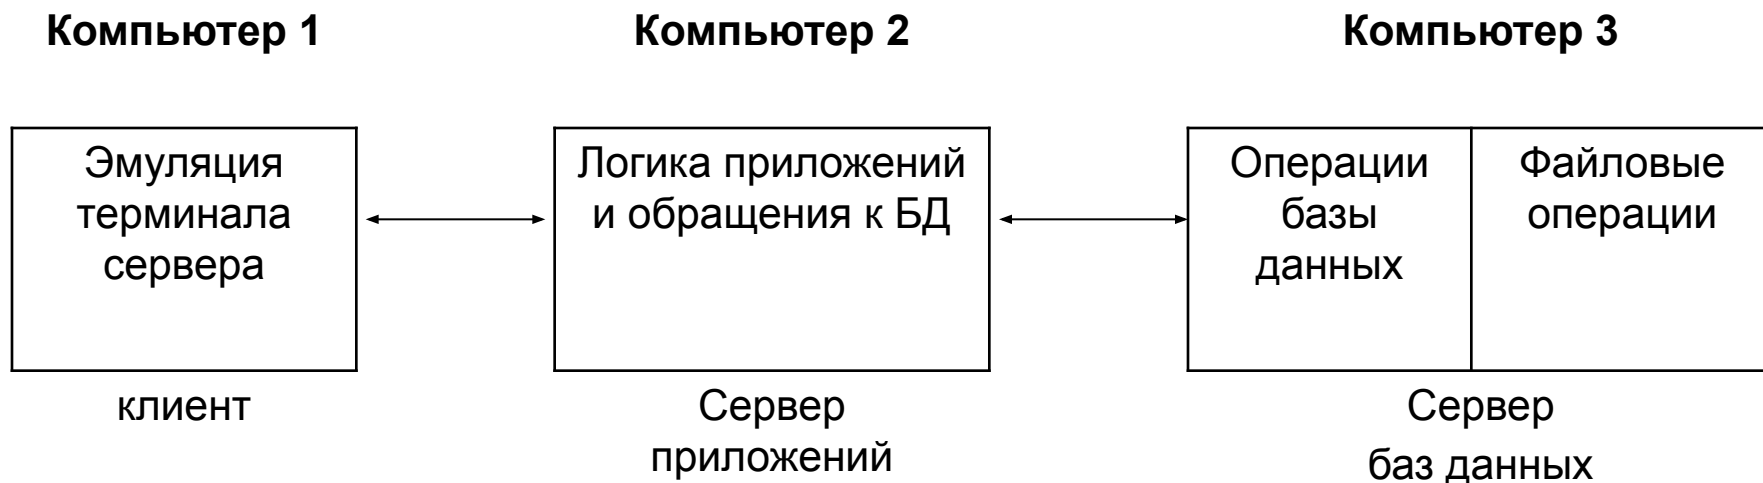 Компьютер 1
Компьютер 2
Компьютер 3
Эмуляция
терминала
сервера
Логика приложений
и обращения к БД
Операции
базы
данных
Файловые
операции
клиент
Сервер
приложений
Сервер
баз данных